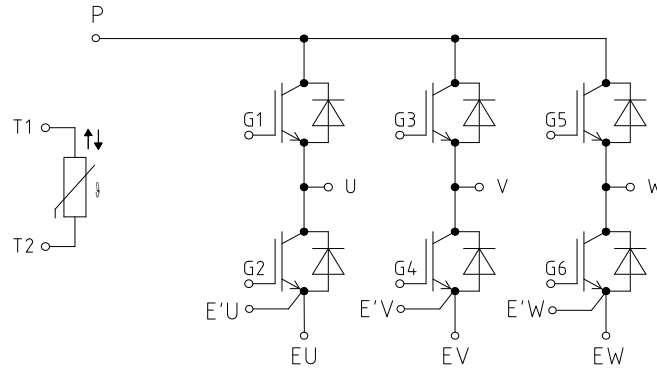 P
G1 G3 G5
T1
U V W
T2
G2 G4 G6
E'U E'V E'W
EU EV EW
ϑ